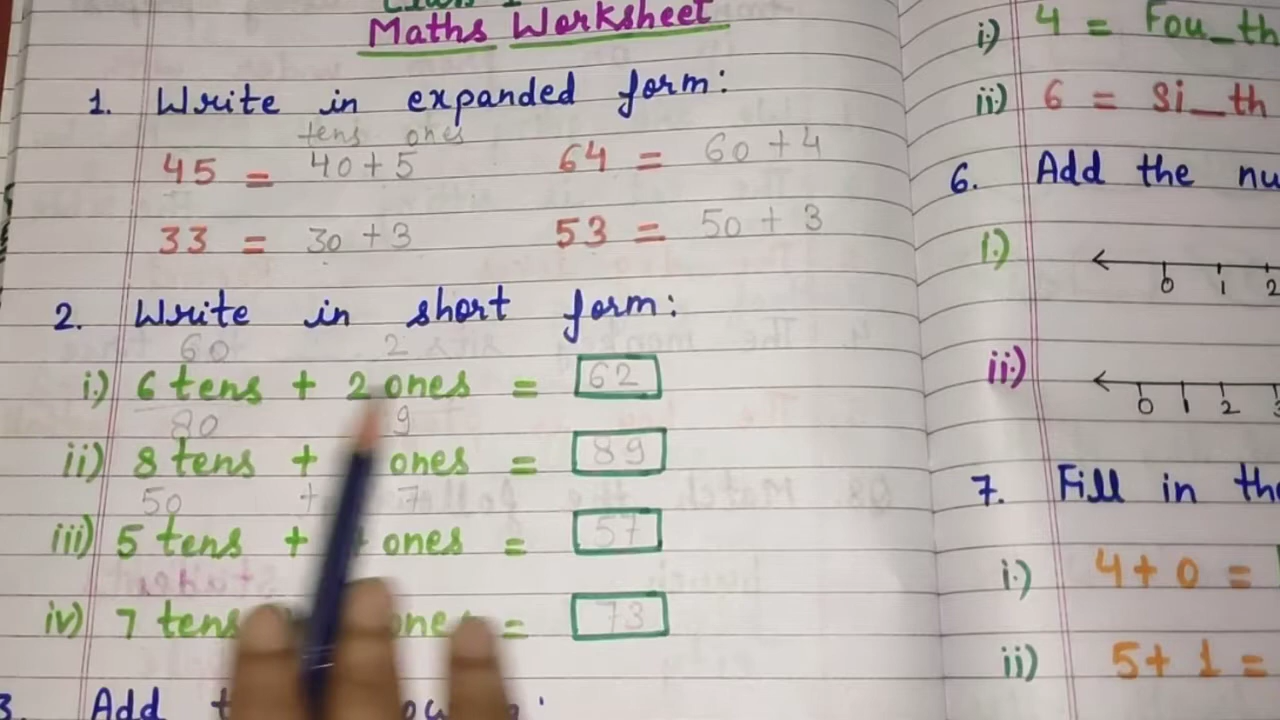 Maths Worksheet
1. Write in expanded form:
tens ones
45 = 40+5 64 = 60+4
33 = 30+3 53 = 50+3
2. Write in short form:
60 2
i) 6 tens + 2 ones = 62
80 9
ii) 8 tens + ones = 89
50 + 7
iii) 5 tens + ones = 57
iv) 7 tens = 73
3. Add
i) 4 = Fou_th
ii) 6 = Si_th
6. Add the nu
i)
0 1 2
ii)
0 1 2
7. Fill in the
i) 4+0 =
ii) 5+1 =